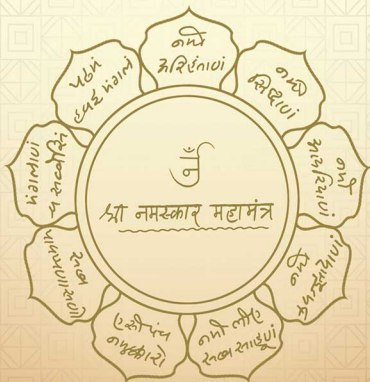 નમો
અરિહંતાણં
નમો
સિદ્ધાણં
નમો
આયરિયાણં
નમો
ઉવજ્ઝાયાણં
નમો લોએ
સવ્વ સાહૂણં
એસો પંચ
નમુક્કારો
સવ્વ
પાવપ્પણાસણો
મંગલાણં
ચ સવ્વેસિં
પઢમં
હવઇ મંગલં
श्री नमस्कार महामंत्र